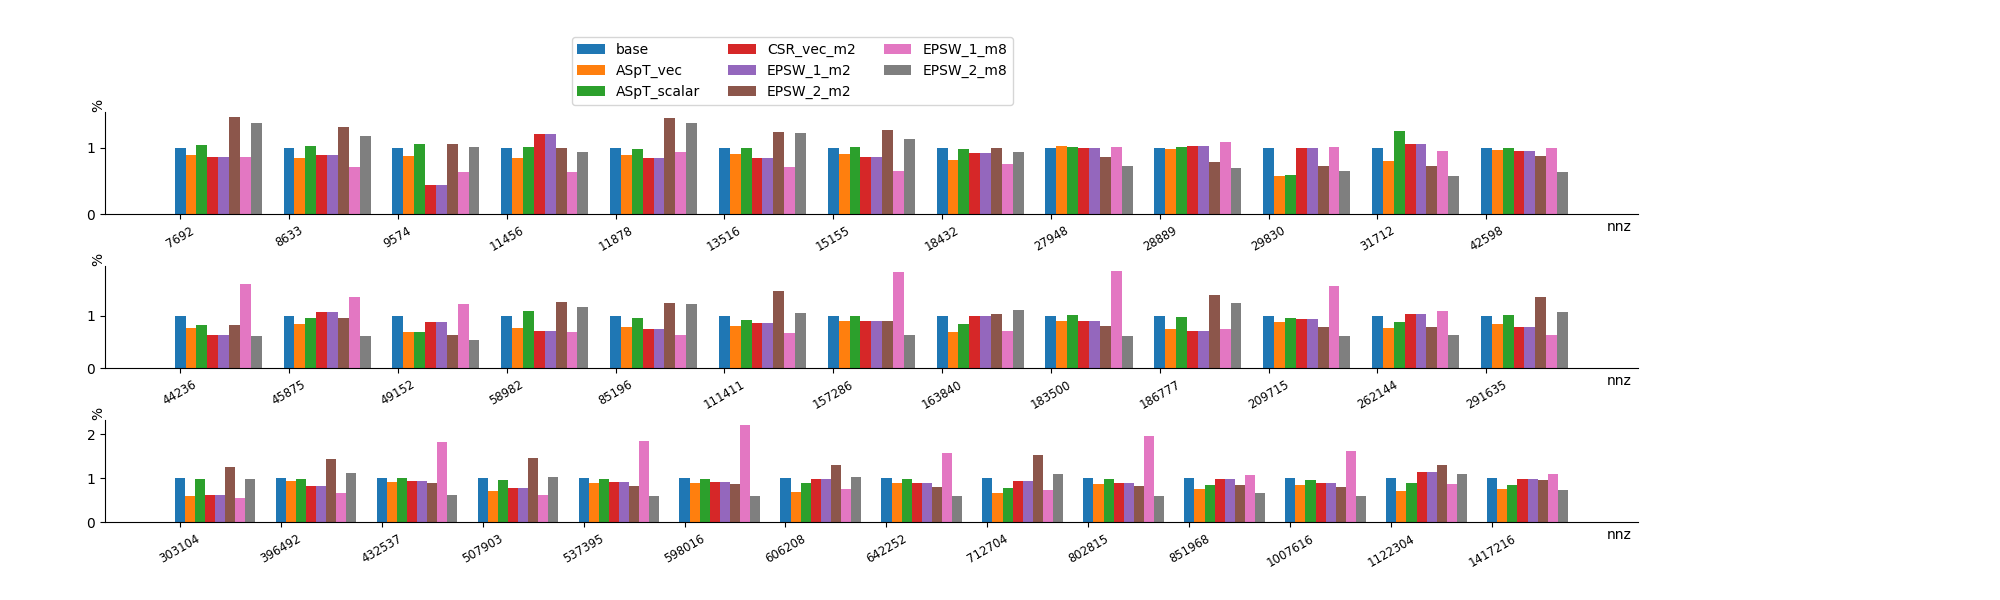 base CSR_vec_m2 EPSW_1_m8
ASpT_vec EPSW_1_m2 EPSW_2_m8
ASpT_scalar EPSW_2_m2
%
1
0
7692 8633 9574 11456 11878 13516 15155 18432 27948 28889 29830 31712 42598 nnz
%
1
0
44236 45875 49152 58982 85196 111411 157286 163840 183500 186777 209715 262144 291635 nnz
%
2
1
0
303104 396492 432537 507903 537395 598016 606208 642252 712704 802815 851968 1007616 1122304 1417216 nnz